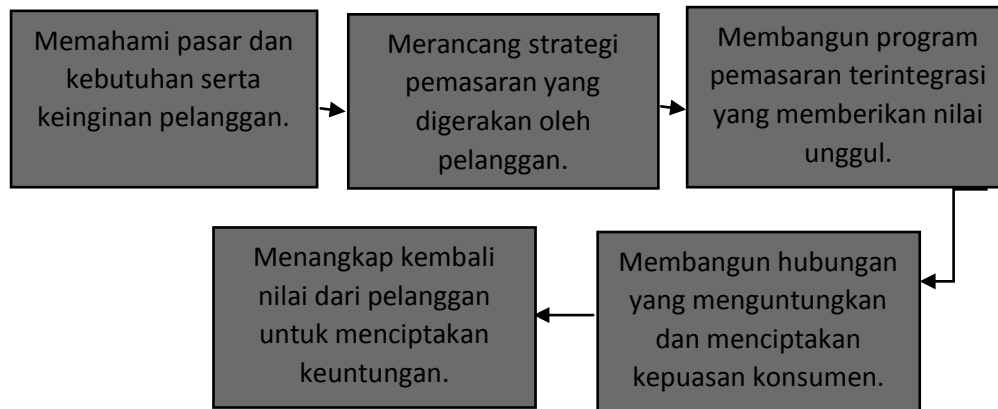 Memahami pasar dan
kebutuhan serta
keinginan pelanggan.
Merancang strategi
pemasaran yang
digerakan oleh
pelanggan.
Membangun program
pemasaran terintegrasi
yang memberikan nilai
unggul.
Membangun hubungan
yang menguntungkan
dan menciptakan
kepuasan konsumen.
Menangkap kembali
nilai dari pelanggan
untuk menciptakan
keuntungan.